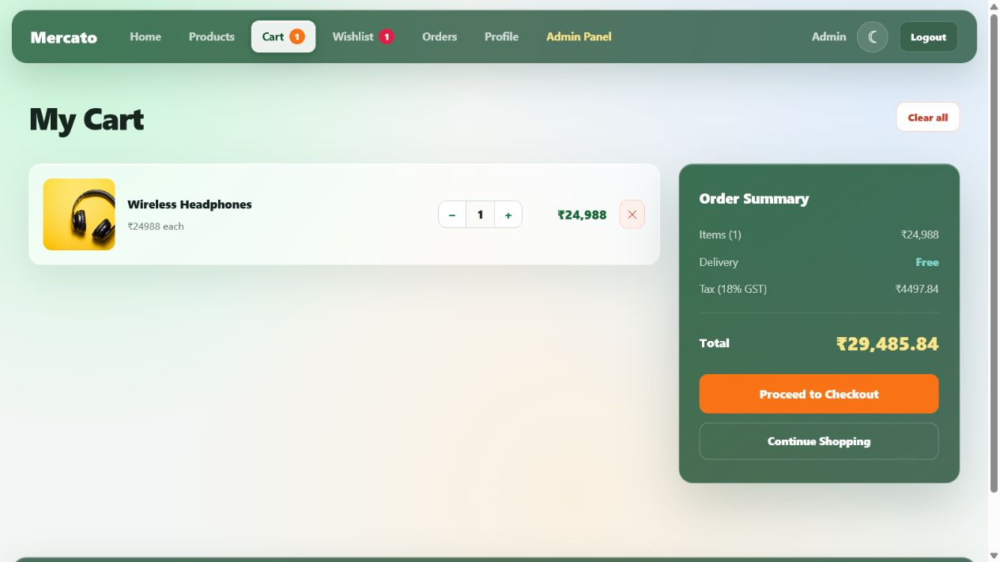 Mercato Home Products Cart 1 Wishlist 1 Orders Profile Admin Panel Admin Logout
My Cart
Clear all
Wireless Headphones
₹24988 each
− 1 +
₹24,988
Order Summary
Items (1) ₹24,988
Delivery Free
Tax (18% GST) ₹4497.84
Total ₹29,485.84
Proceed to Checkout
Continue Shopping